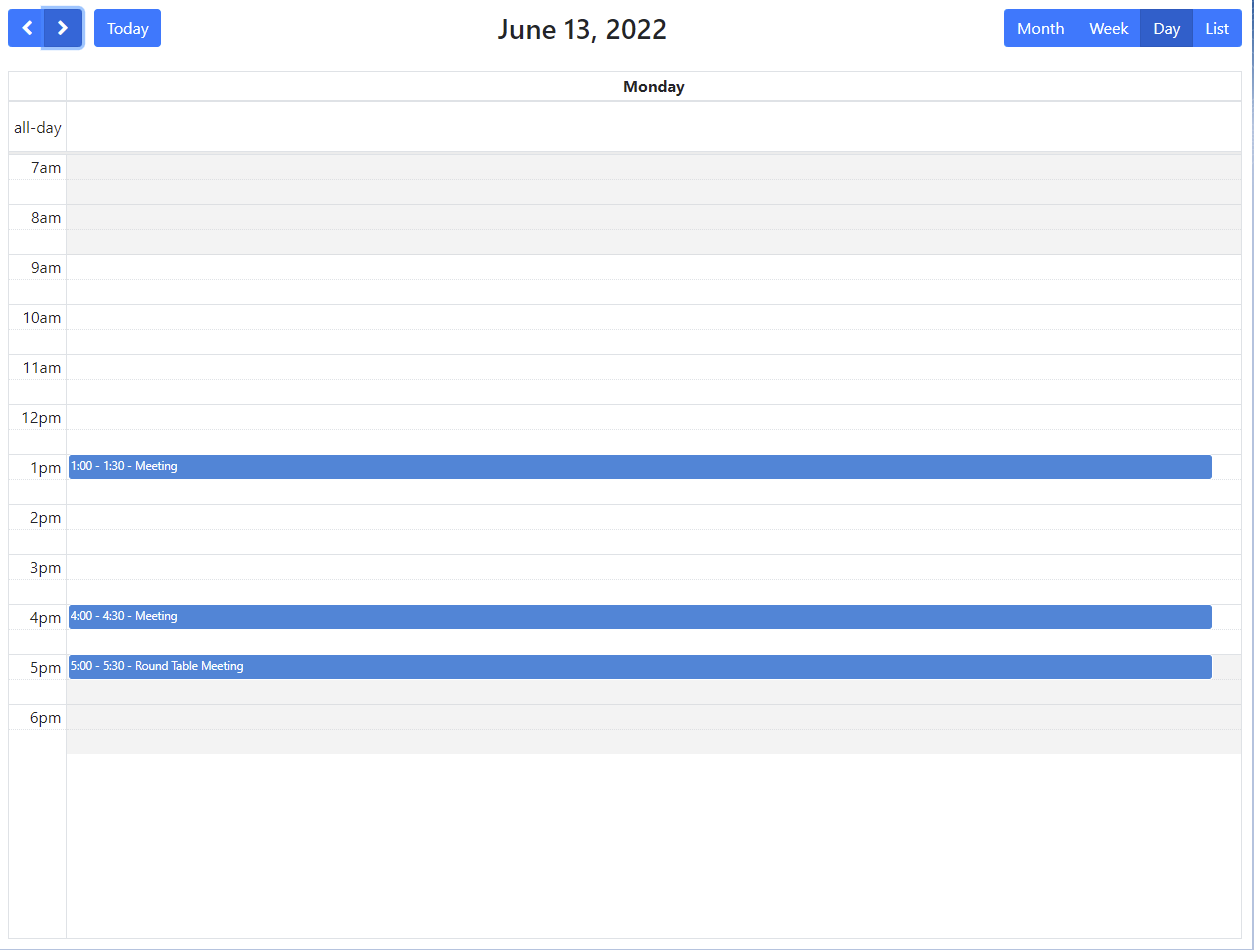 Today
June 13, 2022
Month Week Day List
Monday
all-day
7am
8am
9am
10am
11am
12pm
1pm 1:00 - 1:30 - Meeting
2pm
3pm
4pm 4:00 - 4:30 - Meeting
5pm 5:00 - 5:30 - Round Table Meeting
6pm